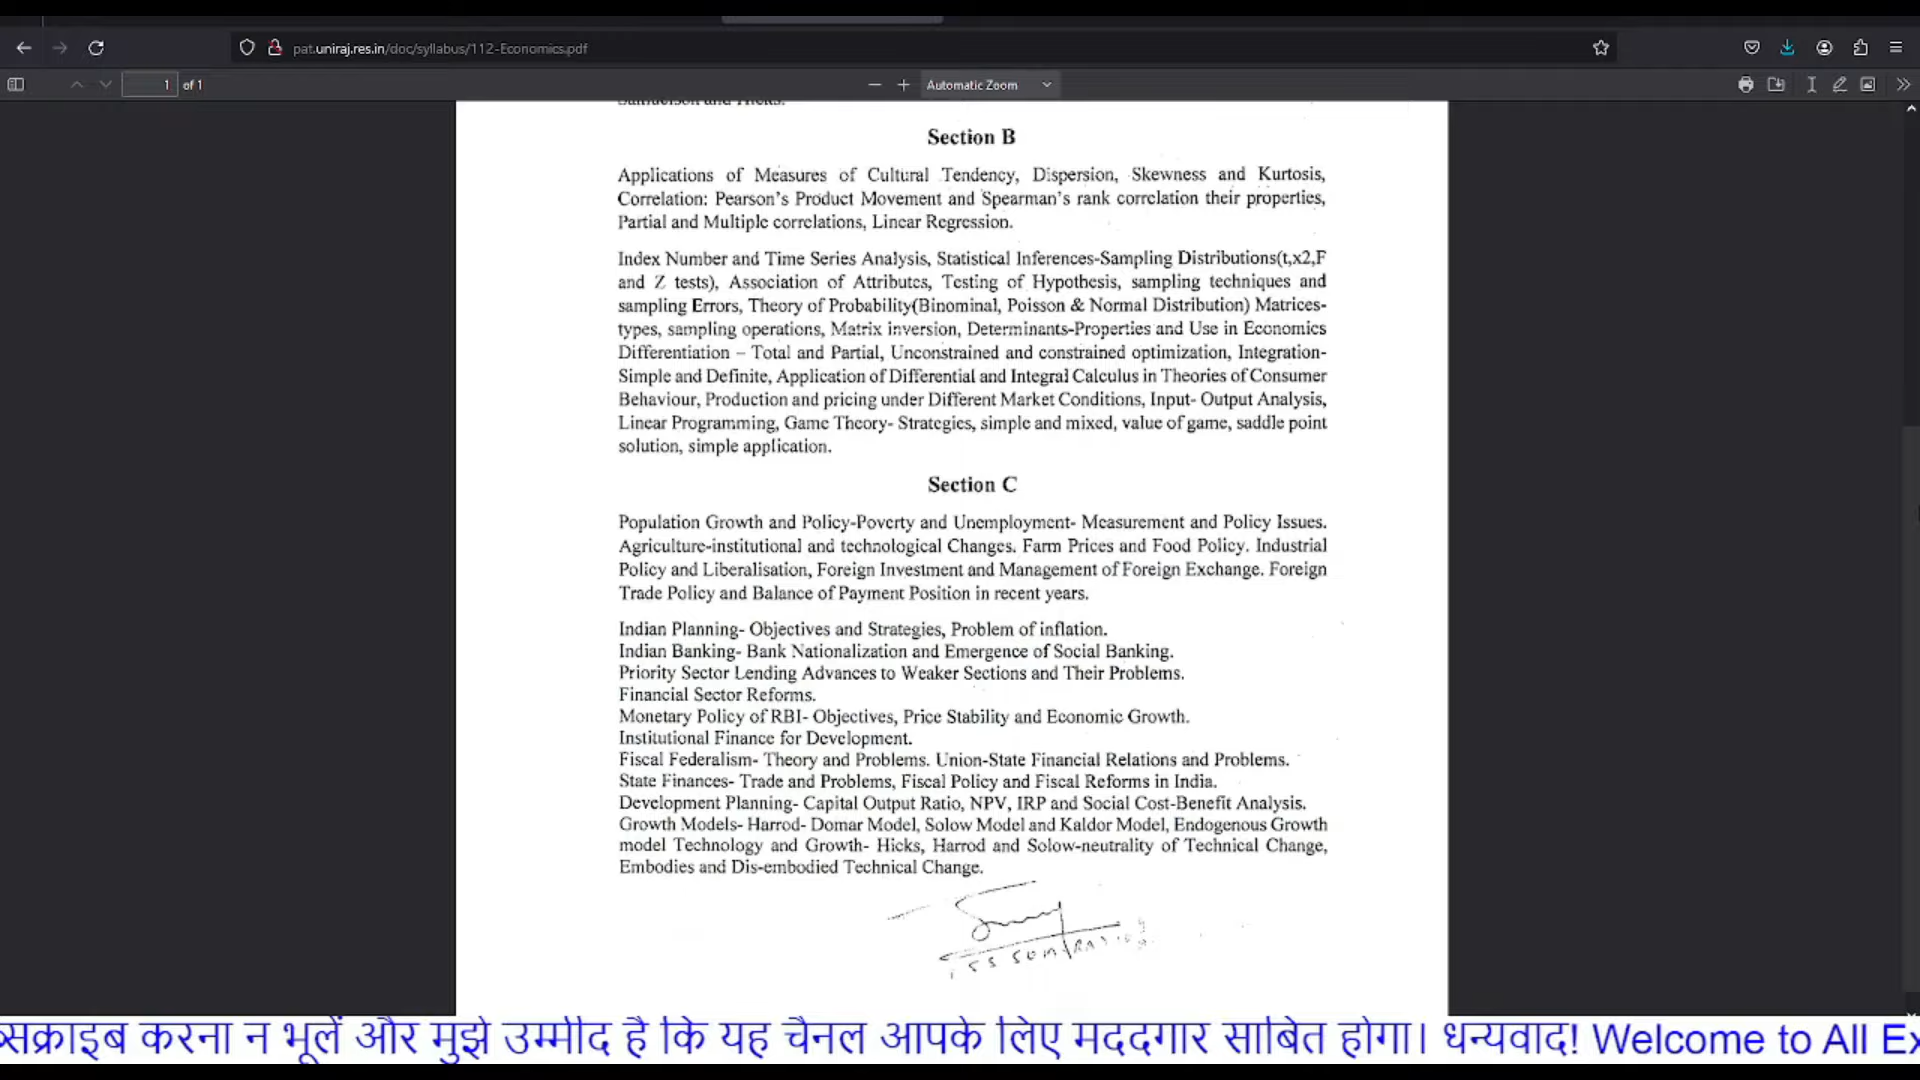 pat.uniraj.res.in/doc/syllabus/112-Economics.pdf
1 of 1
Automatic Zoom
Samuelson and Hicks.
Section B
Applications of Measures of Cultural Tendency, Dispersion, Skewness and Kurtosis,
Correlation: Pearson's Product Movement and Spearman's rank correlation their properties,
Partial and Multiple correlations, Linear Regression.
Index Number and Time Series Analysis, Statistical Inferences-Sampling Distributions(t,x2,F
and Z tests), Association of Attributes, Testing of Hypothesis, sampling techniques and
sampling Errors, Theory of Probability(Binominal, Poisson & Normal Distribution) Matrices-
types, sampling operations, Matrix inversion, Determinants-Properties and Use in Economics
Differentiation – Total and Partial, Unconstrained and constrained optimization, Integration-
Simple and Definite, Application of Differential and Integral Calculus in Theories of Consumer
Behaviour, Production and pricing under Different Market Conditions, Input- Output Analysis,
Linear Programming, Game Theory- Strategies, simple and mixed, value of game, saddle point
solution, simple application.
Section C
Population Growth and Policy-Poverty and Unemployment- Measurement and Policy Issues.
Agriculture-institutional and technological Changes. Farm Prices and Food Policy. Industrial
Policy and Liberalisation, Foreign Investment and Management of Foreign Exchange. Foreign
Trade Policy and Balance of Payment Position in recent years.
Indian Planning- Objectives and Strategies, Problem of inflation.
Indian Banking- Bank Nationalization and Emergence of Social Banking.
Priority Sector Lending Advances to Weaker Sections and Their Problems.
Financial Sector Reforms.
Monetary Policy of RBI- Objectives, Price Stability and Economic Growth.
Institutional Finance for Development.
Fiscal Federalism- Theory and Problems. Union-State Financial Relations and Problems.
State Finances- Trade and Problems, Fiscal Policy and Fiscal Reforms in India.
Development Planning- Capital Output Ratio, NPV, IRP and Social Cost-Benefit Analysis.
Growth Models- Harrod- Domar Model, Solow Model and Kaldor Model, Endogenous Growth
model Technology and Growth- Hicks, Harrod and Solow-neutrality of Technical Change,
Embodies and Dis-embodied Technical Change.
सक्राइब करना न भूलें और मुझे उम्मीद है कि यह चैनल आपके लिए मददगार साबित होगा। धन्यवाद! Welcome to All Ex